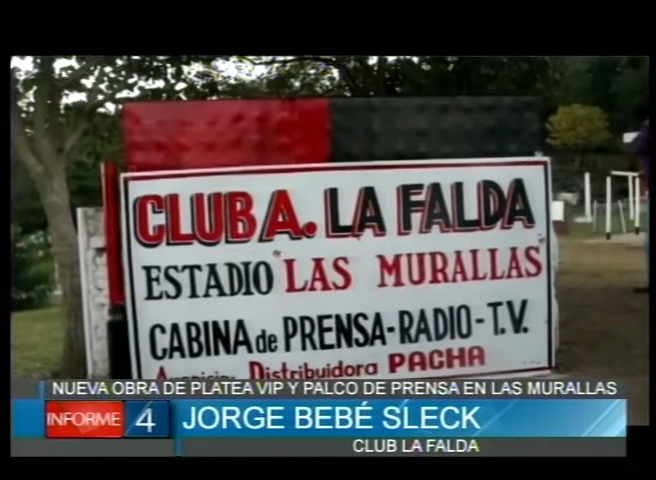 CLUB A. LA FALDA
ESTADIO "LAS MURALLAS"
CABINA de PRENSA-RADIO-T.V.
Auspicia: Distribuidora PACHA
NUEVA OBRA DE PLATEA VIP Y PALCO DE PRENSA EN LAS MURALLAS
INFORME 4
JORGE BEBÉ SLECK
CLUB LA FALDA